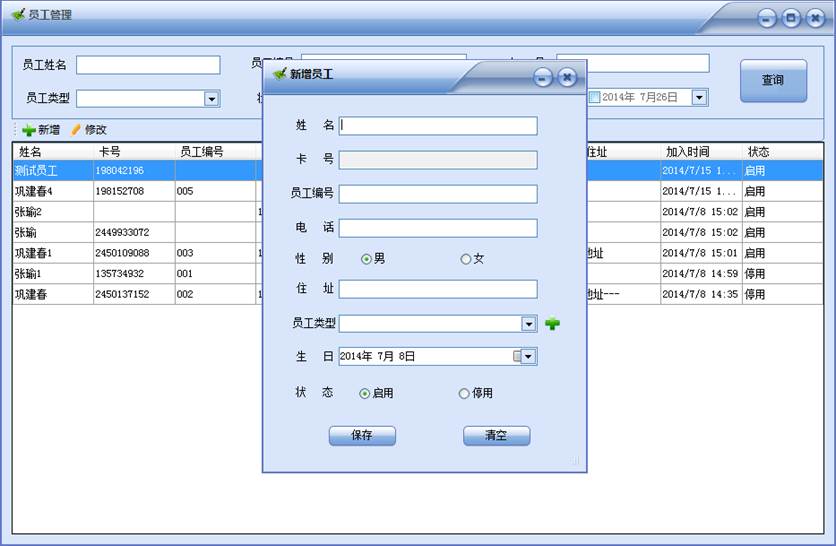 员工管理
员工姓名
员工类型
2014年 7月26日
查询
新增 修改
姓名 卡号 员工编号 住址 加入时间 状态
测试员工 198042196 2014/7/15 1... 启用
巩建春4 198152708 005 2014/7/15 1... 启用
张瑜2 1 2014/7/8 15:02 启用
张瑜 2449933072 2014/7/8 15:02 启用
巩建春1 2450109088 003 1 地址 2014/7/8 15:01 启用
张瑜1 135734932 001 2014/7/8 14:59 停用
巩建春 2450137152 002 1 地址--- 2014/7/8 14:35 停用
新增员工
姓 名
卡 号
员工编号
电 话
性 别 男 女
住 址
员工类型
生 日 2014年 7月 8日
状 态 启用 停用
保存 清空